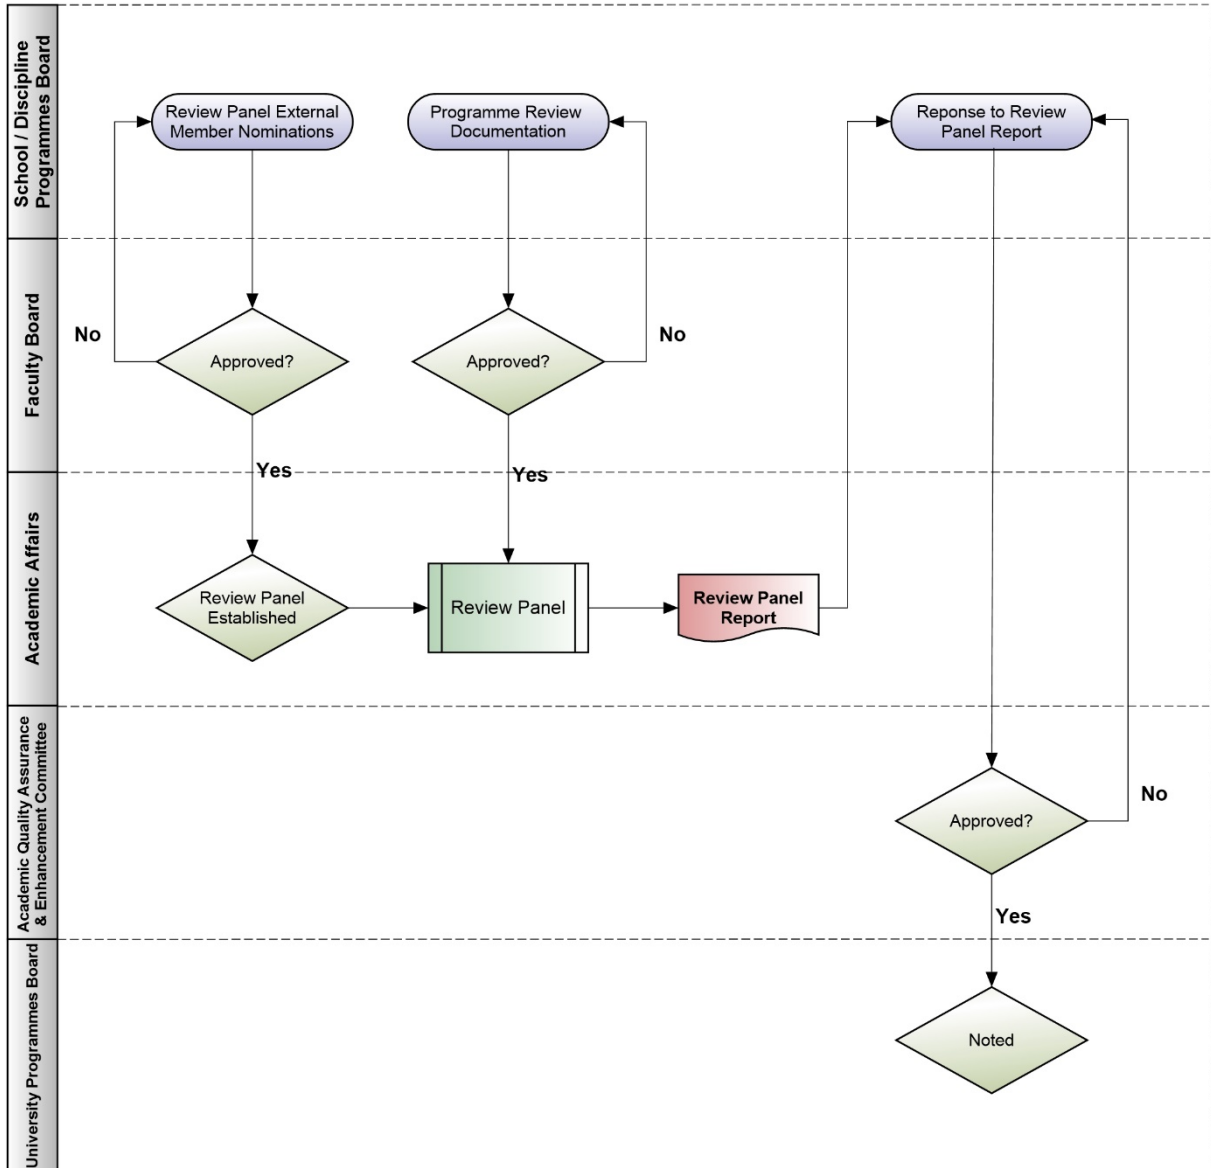 School / Discipline
Programmes Board
Review Panel External
Member Nominations
Programme Review
Documentation
Reponse to Review
Panel Report
Faculty Board
No
Approved?
Approved?
No
Yes
Yes
Academic Affairs
Review Panel
Established
Review Panel
Review Panel
Report
Academic Quality Assurance
& Enhancement Committee
Approved?
No
Yes
University Programmes Board
Noted